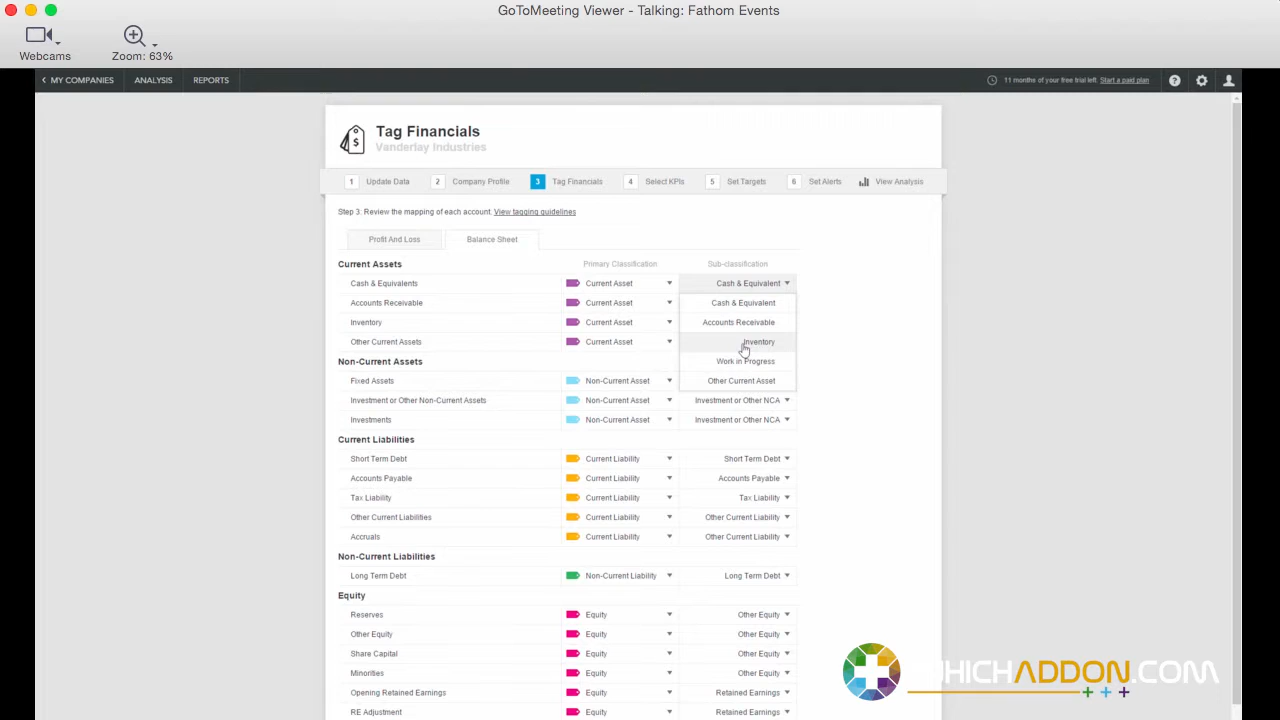 GoToMeeting Viewer - Talking: Fathom Events
Webcams
Zoom: 63%
MY COMPANIES ANALYSIS REPORTS 11 months of your free trial left. Start a paid plan
Tag Financials
Vanderlay Industries
1 Update Data 2 Company Profile 3 Tag Financials 4 Select KPIs 5 Set Targets 6 Set Alerts View Analysis
Step 3: Review the mapping of each account. View tagging guidelines
Profit And Loss Balance Sheet
Current Assets Primary Classification Sub-classification
Cash & Equivalents Current Asset Cash & Equivalent
Accounts Receivable Current Asset Cash & Equivalent
Inventory Current Asset Accounts Receivable
Other Current Assets Current Asset Inventory
Non-Current Assets Work in Progress
Fixed Assets Non-Current Asset Other Current Asset
Investment or Other Non-Current Assets Non-Current Asset Investment or Other NCA
Investments Non-Current Asset Investment or Other NCA
Current Liabilities
Short Term Debt Current Liability Short Term Debt
Accounts Payable Current Liability Accounts Payable
Tax Liability Current Liability Tax Liability
Other Current Liabilities Current Liability Other Current Liability
Accruals Current Liability Other Current Liability
Non-Current Liabilities
Long Term Debt Non-Current Liability Long Term Debt
Equity
Reserves Equity Other Equity
Other Equity Equity Other Equity
Share Capital Equity Other Equity
Minorities Equity Other Equity
Opening Retained Earnings Equity Retained Earnings
RE Adjustment Equity Retained Earnings
WHICHADDON.COM